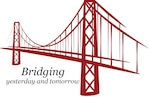 Bridging
yesterday and tomorrow